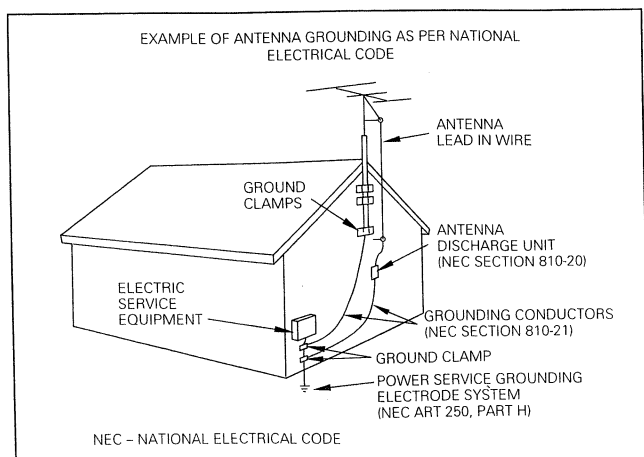 EXAMPLE OF ANTENNA GROUNDING AS PER NATIONAL
ELECTRICAL CODE
ANTENNA
LEAD IN WIRE
GROUND
CLAMPS
ANTENNA
DISCHARGE UNIT
(NEC SECTION 810-20)
ELECTRIC
SERVICE
EQUIPMENT
GROUNDING CONDUCTORS
(NEC SECTION 810-21)
GROUND CLAMP
POWER SERVICE GROUNDING
ELECTRODE SYSTEM
(NEC ART 250, PART H)
NEC – NATIONAL ELECTRICAL CODE